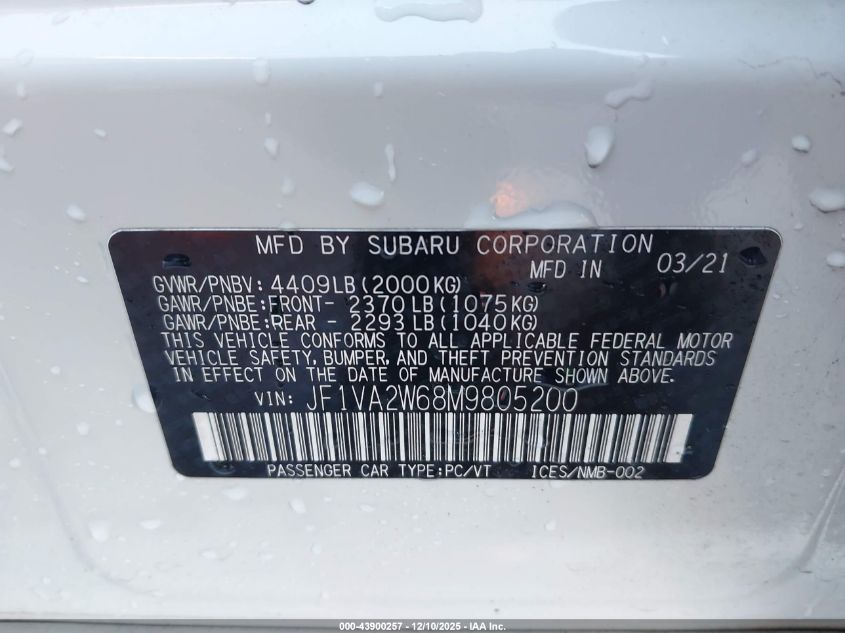 MFD BY SUBARU CORPORATION
MFD IN 03/21
GVWR/PNBV: 4409LB(2000KG)
GAWR/PNBE:FRONT- 2370LB(1075KG)
GAWR/PNBE:REAR - 2293LB(1040KG)
THIS VEHICLE CONFORMS TO ALL APPLICABLE FEDERAL MOTOR
VEHICLE SAFETY, BUMPER, AND THEFT PREVENTION STANDARDS
IN EFFECT ON THE DATE OF MANUFACTURE SHOWN ABOVE.
VIN: JF1VA2W68M9805200
PASSENGER CAR TYPE:PC/VT ICES/NMB-002
000-43900257 - 12/10/2025 - IAA Inc.